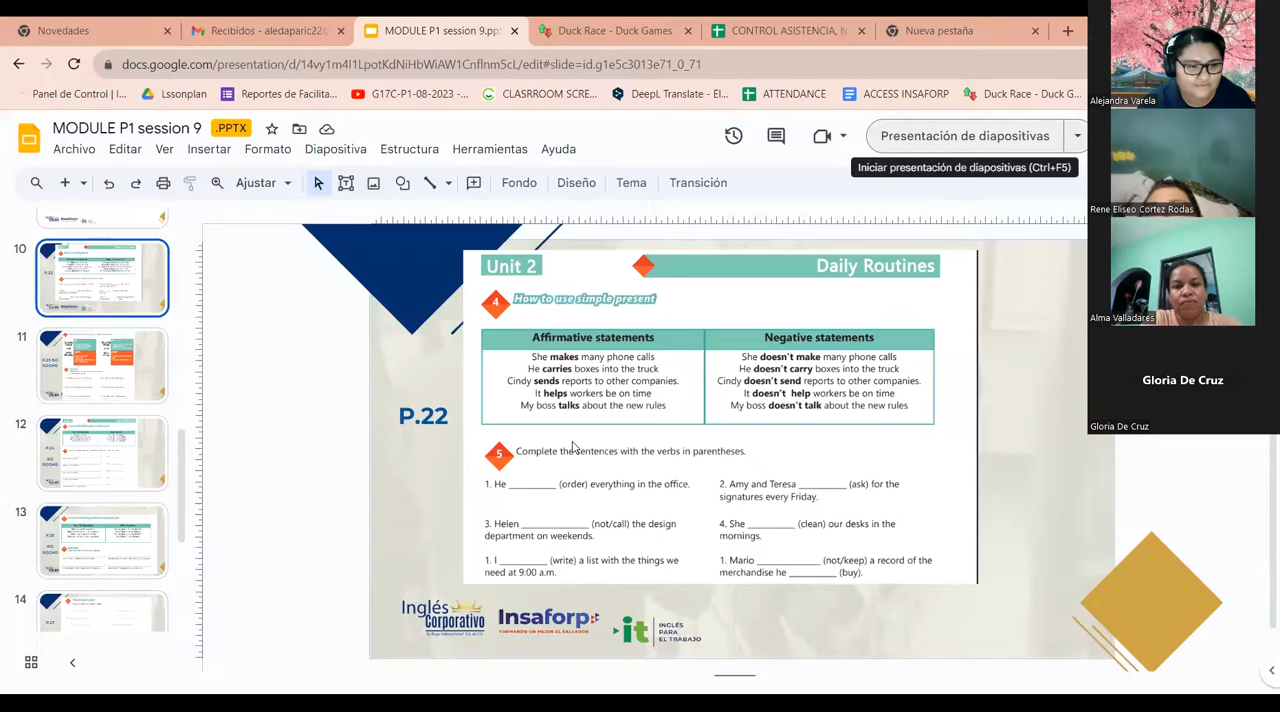 Novedades
Recibidos - aledaparic22@
MODULE P1 session 9.ppt
Duck Race - Duck Games
CONTROL ASISTENCIA, N
Nueva pestaña
docs.google.com/presentation/d/14vy1m4I1LpotKdNiHbWiAW1Cnflnm5cL/edit#slide=id.g1e5c3013e71_0_71
Panel de Control | I...
Lssonplan
Reportes de Facilita...
G17C-P1
CLASSROOM SCRE...
DeepL Translate - El...
ATTENDANCE
ACCESS INSAFORP
Duck Race - Duck G...
MODULE P1 session 9
.PPTX
Archivo
Editar
Ver
Insertar
Formato
Diapositiva
Estructura
Herramientas
Ayuda
Presentación de diapositivas
Iniciar presentación de diapositivas (Ctrl+F5)
Ajustar
Fondo
Diseño
Tema
Transición
10
11
12
13
14
Unit 2
Daily Routines
4
How to use simple present
Affirmative statements
Negative statements
She makes many phone calls
She doesn't make many phone calls
He carries boxes into the truck
He doesn't carry boxes into the truck
Cindy sends reports to other companies.
Cindy doesn't send reports to other companies.
It helps workers be on time
It doesn't help workers be on time
My boss talks about the new rules
My boss doesn't talk about the new rules
P.22
5
Complete the sentences with the verbs in parentheses.
1. He _________ (order) everything in the office.
2. Amy and Teresa _________ (ask) for the
signatures every Friday.
3. Helen _____________ (not/call) the design
department on weekends.
4. She _________ (clean) our desks in the
mornings.
1. I _________ (write) a list with the things we
need at 9:00 a.m.
1. Mario ____________ (not/keep) a record of the
merchandise he _________ (buy).
Inglés
Corporativo
Insaforp
FORMANDO UN MEJOR EL SALVADOR
it
INGLÉS
PARA
EL TRABAJO
Alejandra Varela
Rene Eliseo Cortez Rodas
Alma Valladares
Gloria De Cruz
Gloria De Cruz